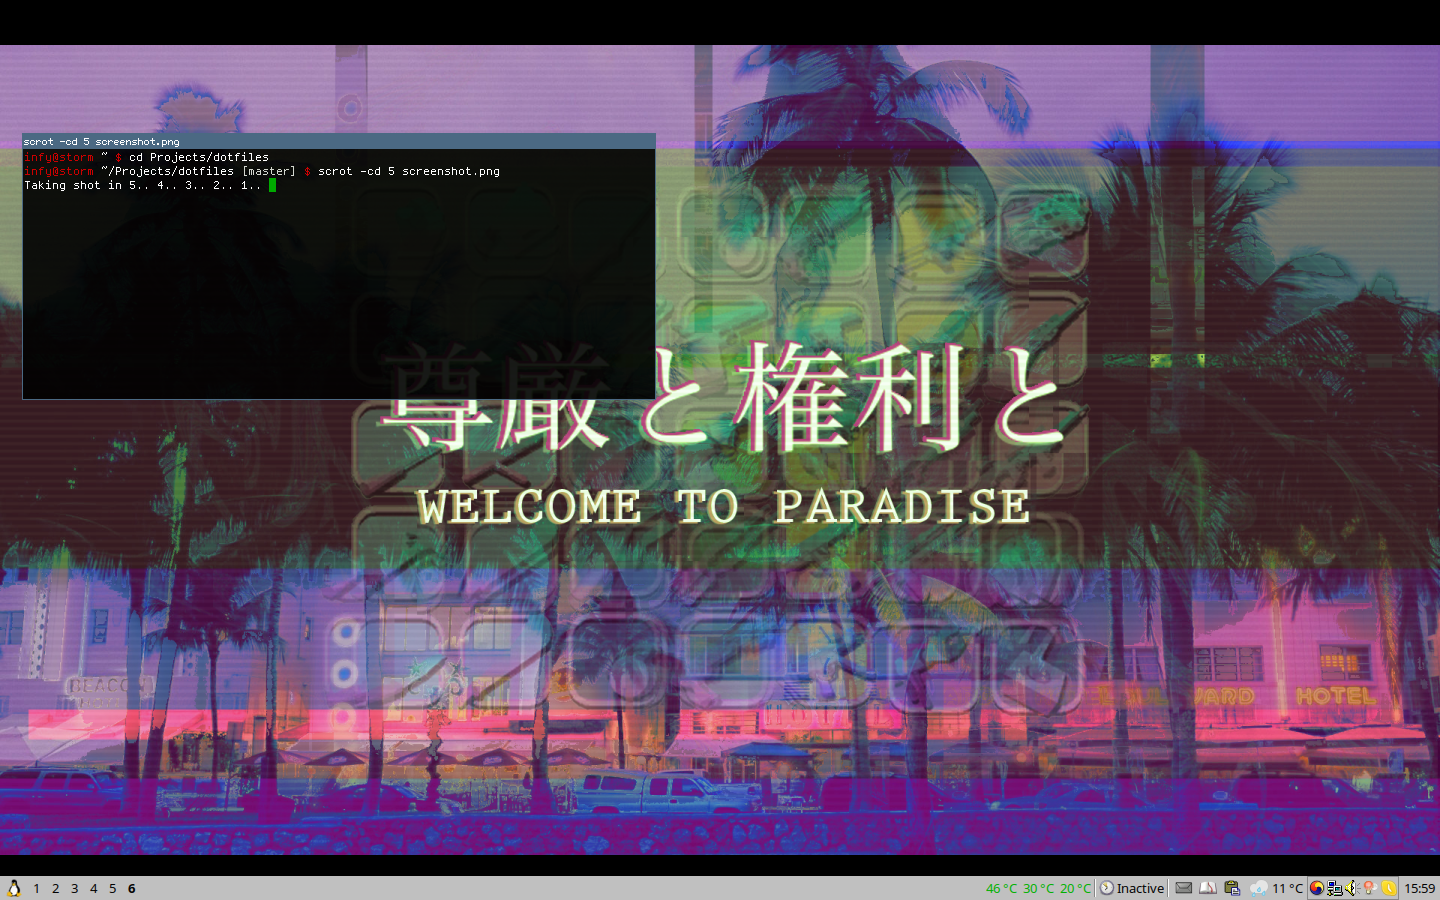 scrot -cd 5 screenshot.png
infy@storm ~ $ cd Projects/dotfiles
infy@storm ~/Projects/dotfiles [master] $ scrot -cd 5 screenshot.png
Taking shot in 5.. 4.. 3.. 2.. 1..
尊厳と権利と
WELCOME TO PARADISE
BEACON
HOTEL
1 2 3 4 5 6
46 °C 30 °C 20 °C Inactive 11 °C 15:59